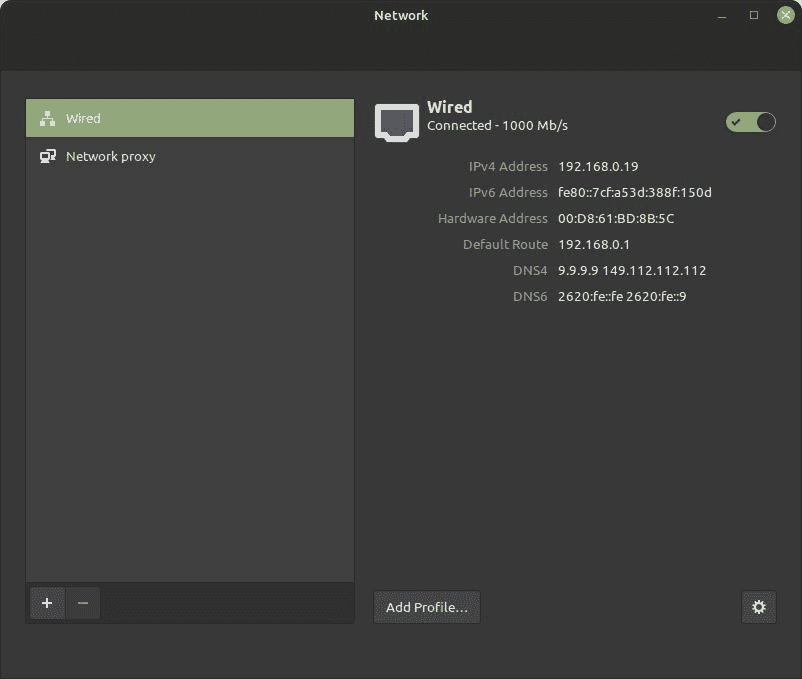 Network
Wired
Network proxy
Wired
Connected - 1000 Mb/s
IPv4 Address 192.168.0.19
IPv6 Address fe80::7cf:a53d:388f:150d
Hardware Address 00:D8:61:BD:8B:5C
Default Route 192.168.0.1
DNS4 9.9.9.9 149.112.112.112
DNS6 2620:fe::fe 2620:fe::9
Add Profile...